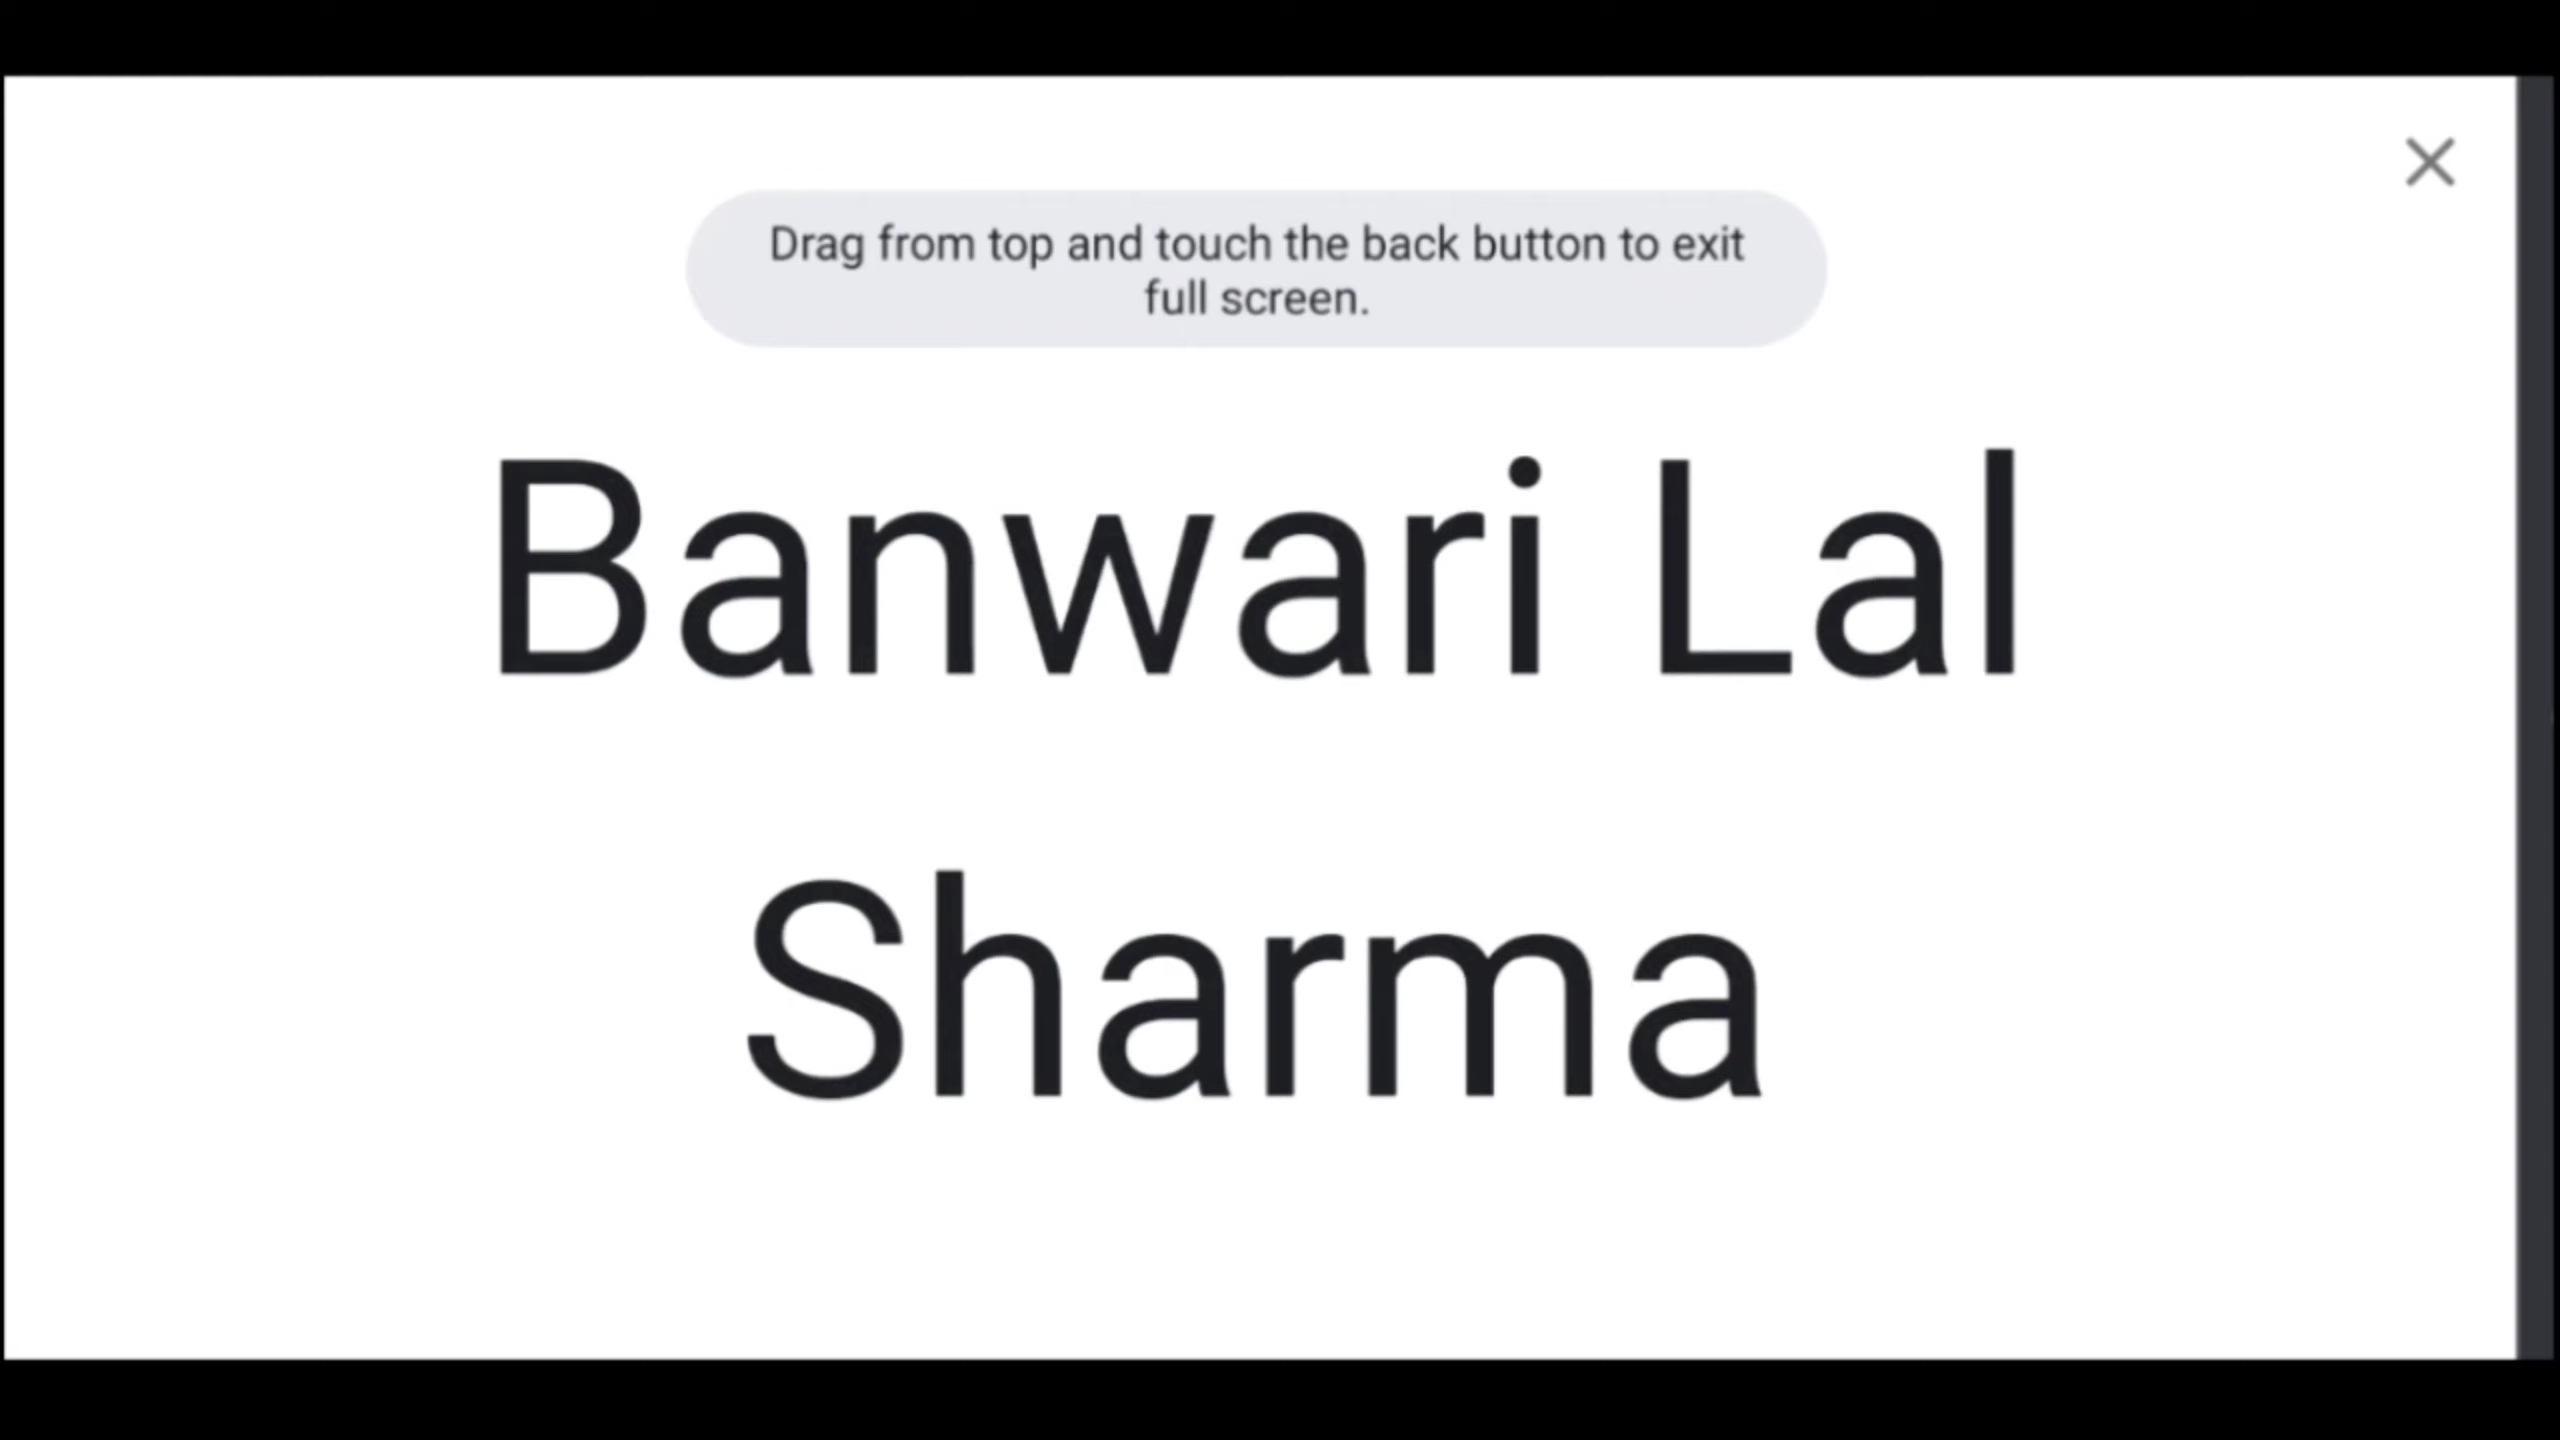 Drag from top and touch the back button to exit
full screen.
Banwari Lal
Sharma